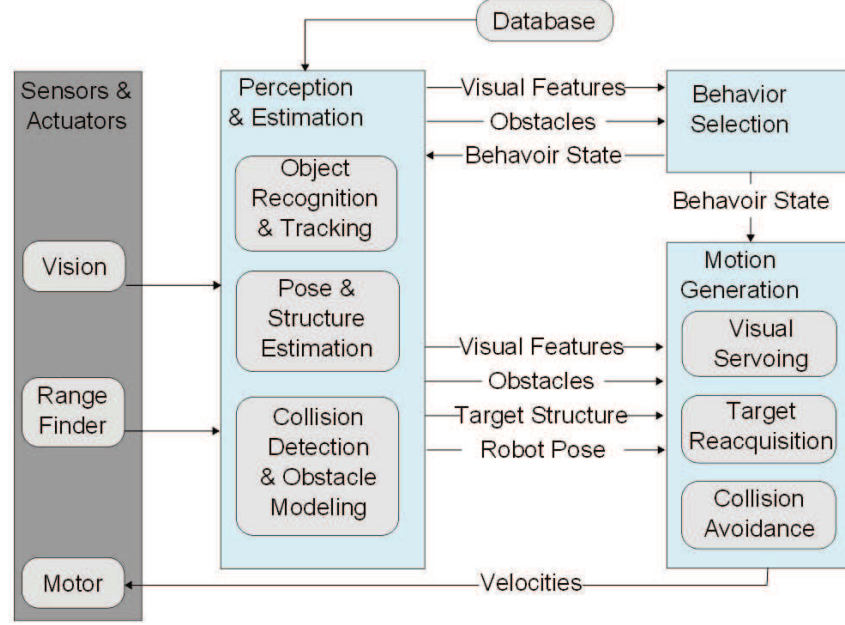 Database
Sensors &
Actuators
Vision
Range
Finder
Motor
Perception
& Estimation
Object
Recognition
& Tracking
Pose &
Structure
Estimation
Collision
Detection
& Obstacle
Modeling
Visual Features
Obstacles
Behavoir State
Behavior
Selection
Behavoir State
Visual Features
Obstacles
Target Structure
Robot Pose
Motion
Generation
Visual
Servoing
Target
Reacquisition
Collision
Avoidance
Velocities